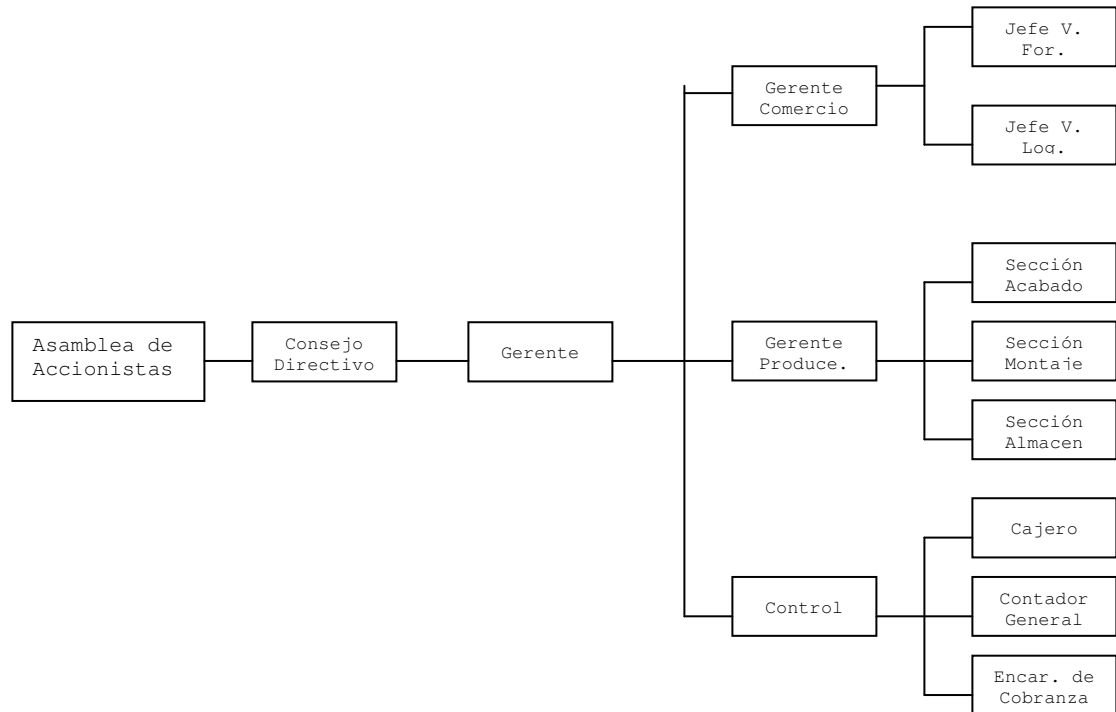 Jefe V.
For.
Gerente
Comercio
Jefe V.
Log.
Sección
Acabado
Asamblea de
Accionistas
Consejo
Directivo
Gerente
Gerente
Produce.
Sección
Montaje
Sección
Almacen
Cajero
Control
Contador
General
Encar. de
Cobranza